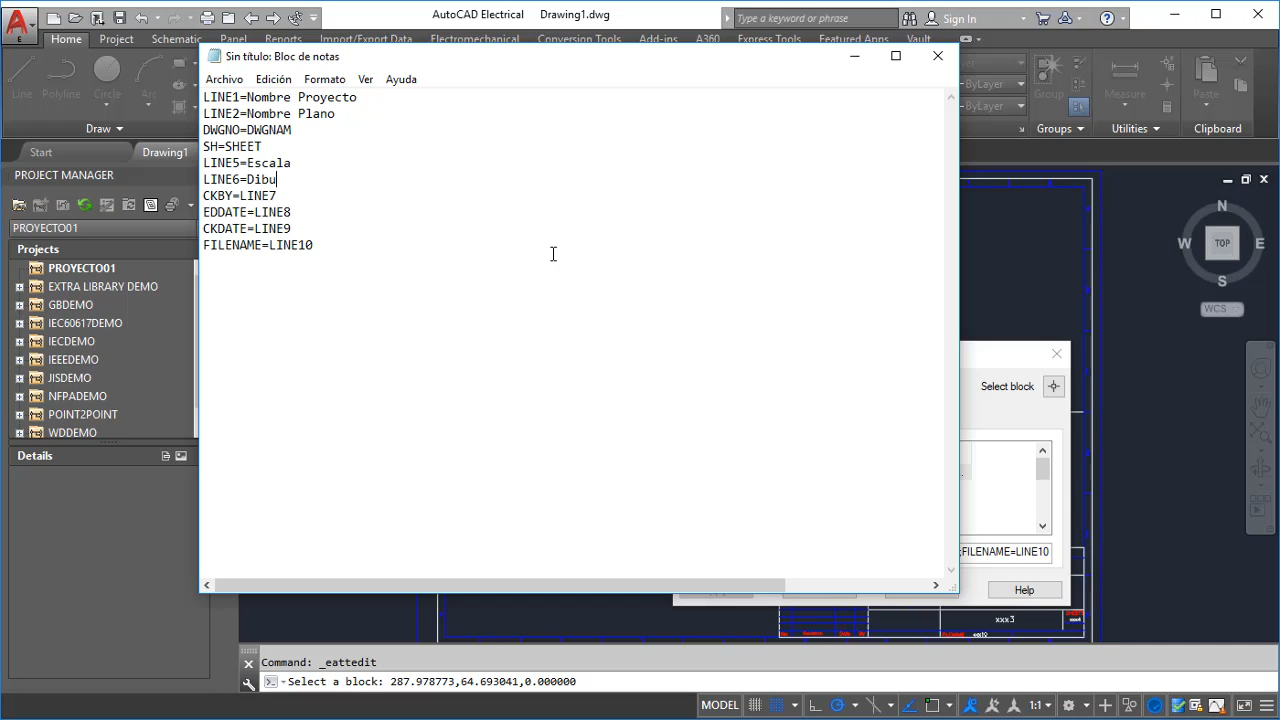 AutoCAD Electrical Drawing1.dwg
Type a keyword or phrase
Sign In
Home Project Schematic Panel Reports Import/Export Data Electromechanical Conversion Tools Add-ins A360 Express Tools Featured Apps Vault
Line Polyline Circle Arc
Draw
ByLayer
ByLayer
Group
Groups
Measure
Utilities
Paste
Clipboard
Sin título: Bloc de notas
Archivo Edición Formato Ver Ayuda
LINE1=Nombre Proyecto
LINE2=Nombre Plano
DWGNO=DWGNAM
SH=SHEET
LINE5=Escala
LINE6=Dibu
CKBY=LINE7
EDDATE=LINE8
CKDATE=LINE9
FILENAME=LINE10
Start Drawing1
PROJECT MANAGER
PROYECTO01
Projects
PROYECTO01
EXTRA LIBRARY DEMO
GBDEMO
IEC60617DEMO
IECDEMO
IEEEDEMO
JISDEMO
NFPADEMO
POINT2POINT
WDDEMO
Details
N
W TOP E
S
WCS
Select block
;FILENAME=LINE10
Help
xxx3
Command: _eattedit
Select a block: 287.978773,64.693041,0.000000
MODEL
1:1